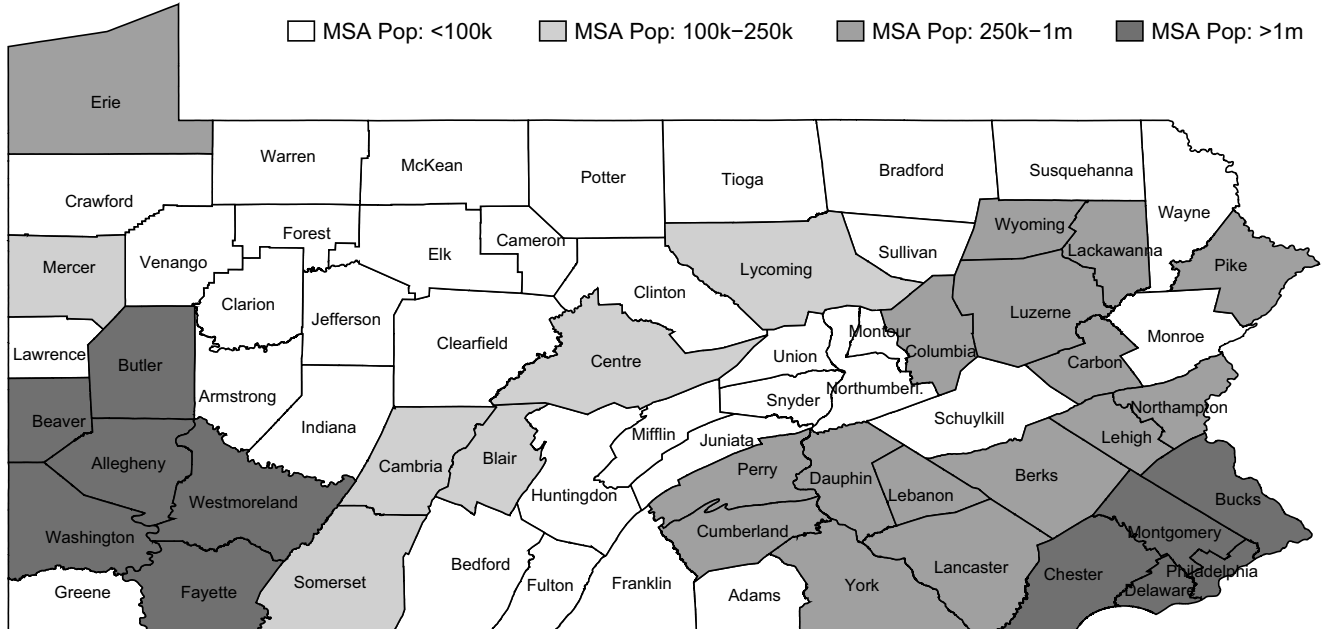 MSA Pop: <100k
MSA Pop: 100k−250k
MSA Pop: 250k−1m
MSA Pop: >1m
Erie
Warren
McKean
Potter
Tioga
Bradford
Susquehanna
Crawford
Wayne
Forest
Cameron
Elk
Venango
Mercer
Lycoming
Sullivan
Wyoming
Lackawanna
Pike
Clarion
Jefferson
Clinton
Luzerne
Monroe
Lawrence
Butler
Clearfield
Centre
Union
Montour
Columbia
Carbon
Armstrong
Snyder
Northumberl.
Northampton
Beaver
Indiana
Mifflin
Juniata
Schuylkill
Lehigh
Allegheny
Cambria
Blair
Perry
Dauphin
Lebanon
Berks
Westmoreland
Huntingdon
Bucks
Washington
Cumberland
Montgomery
Greene
Fayette
Somerset
Bedford
Fulton
Franklin
Adams
York
Lancaster
Chester
Delaware
Philadelphia